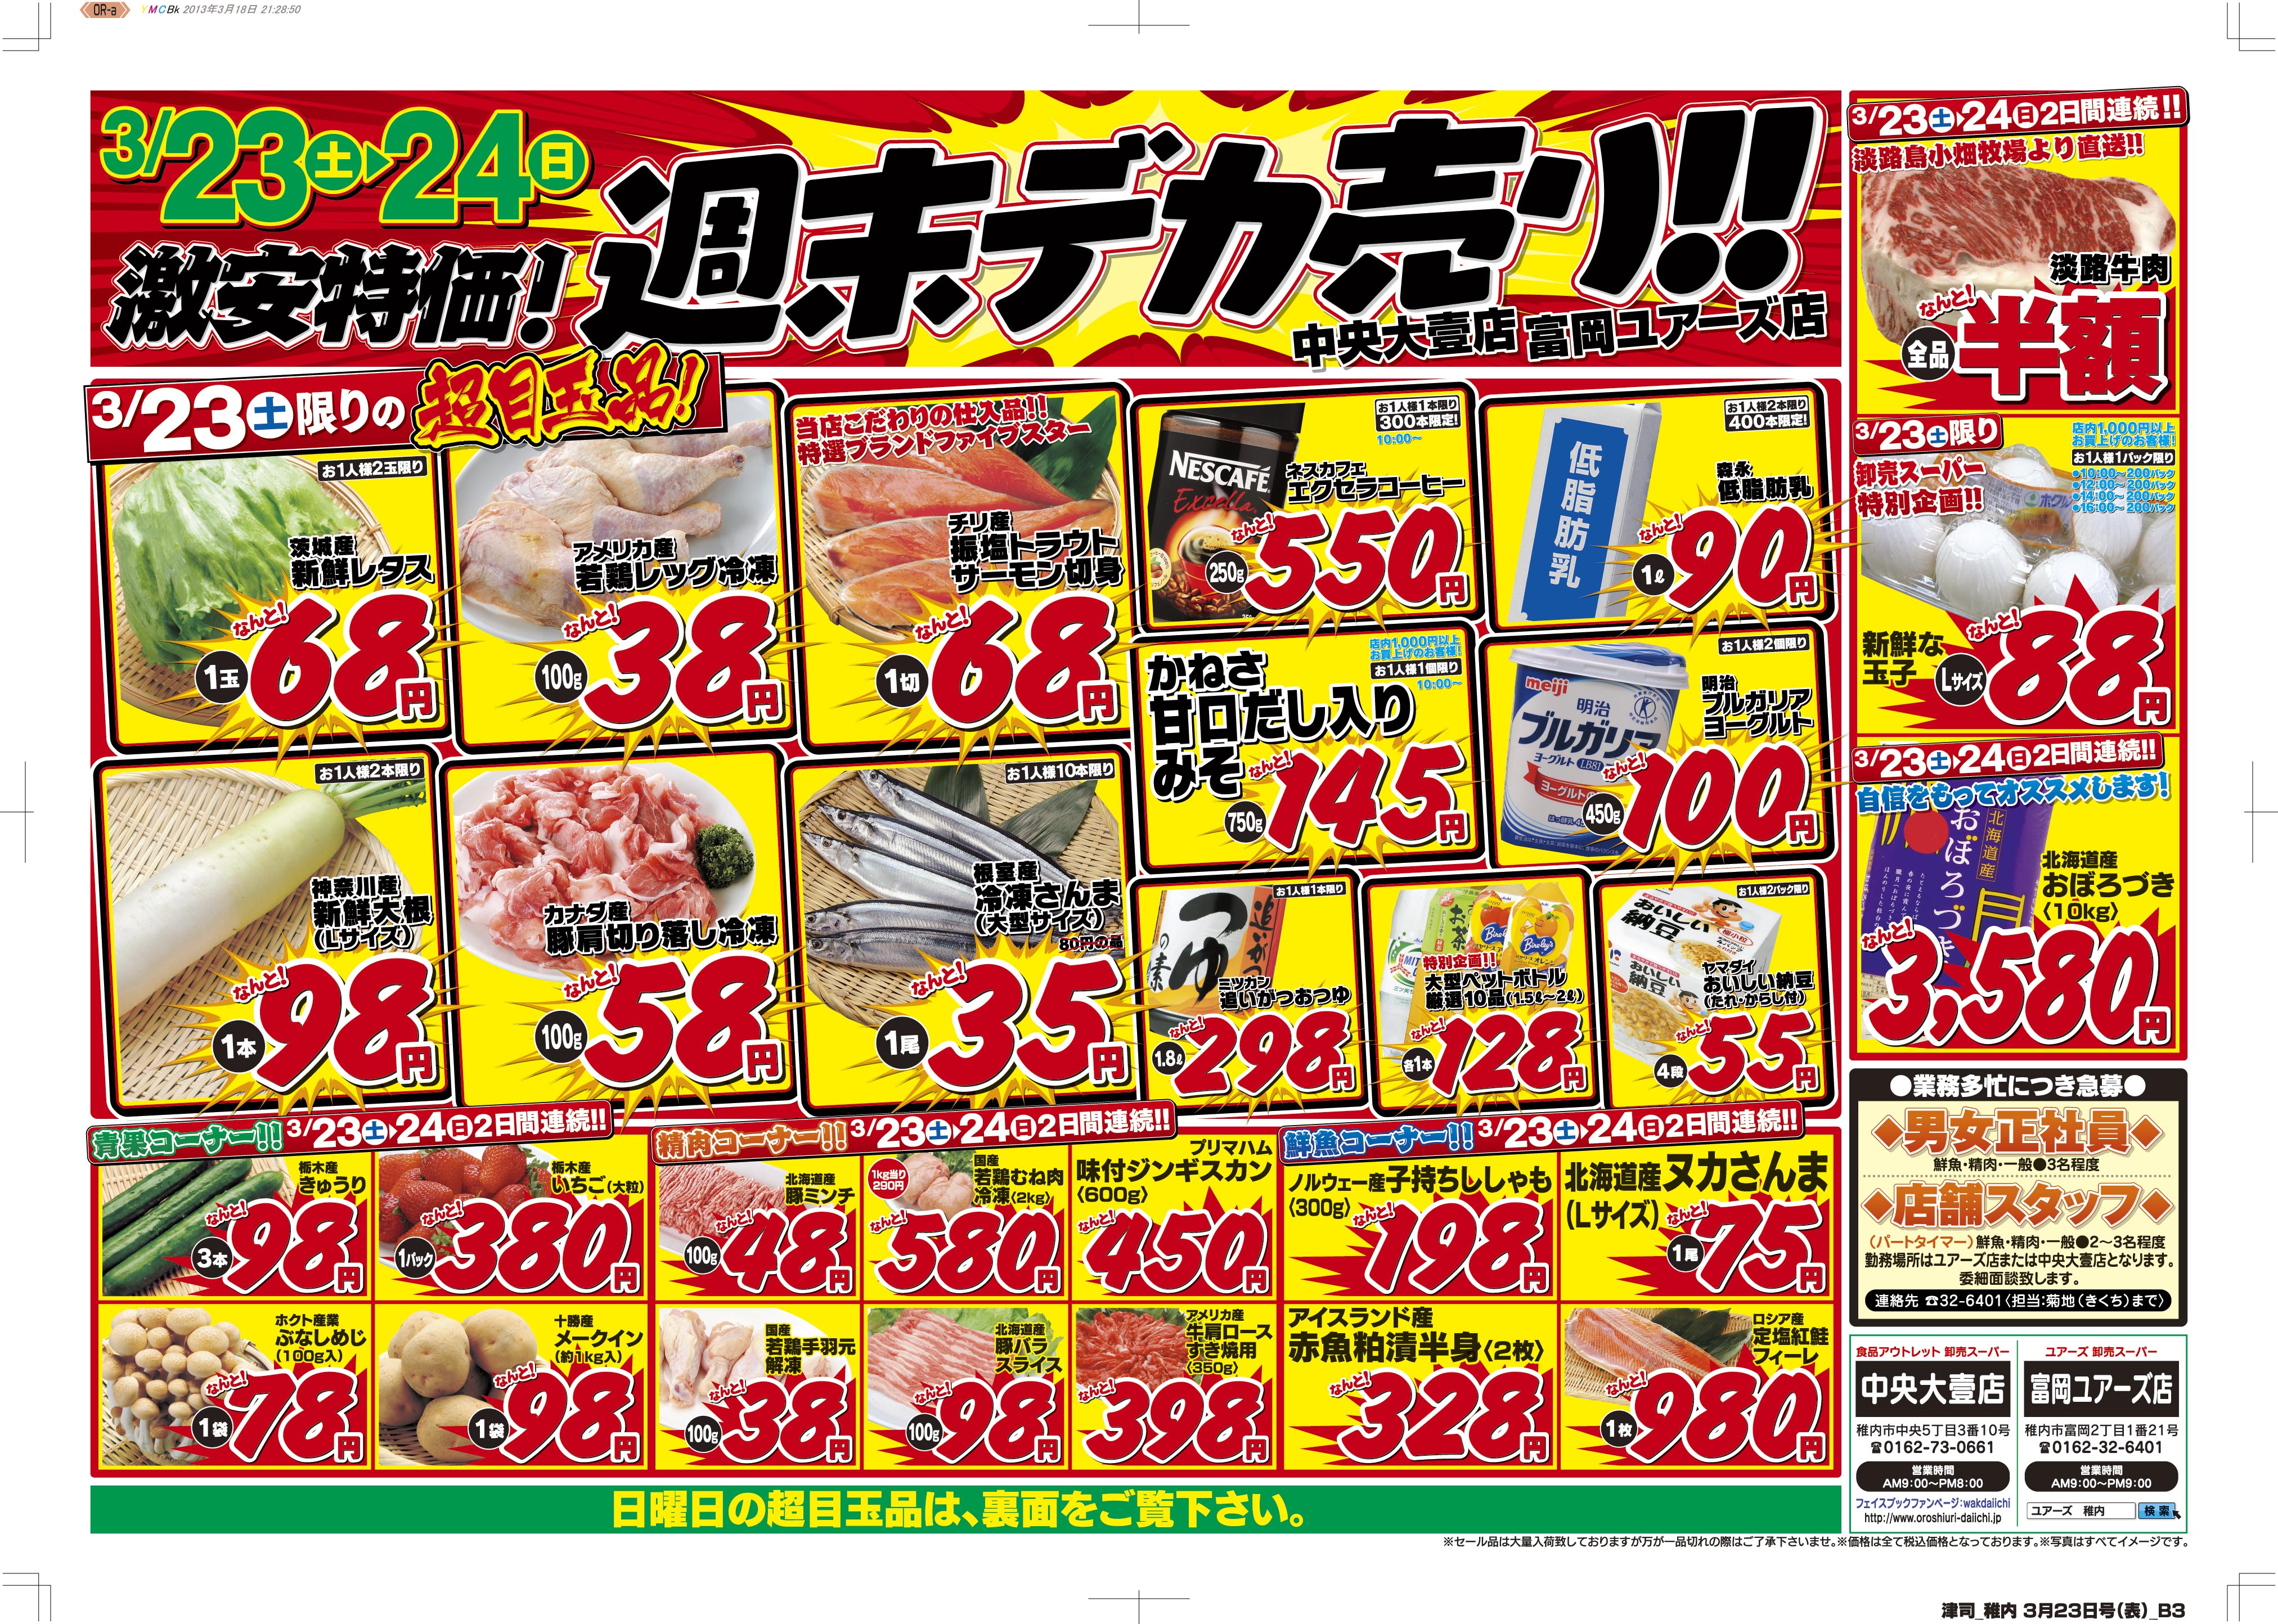 OR-a
YMCBk 2013年3月18日 21:28:50
3/23土▶24日
激安特価!
週末デカ売り!!
中央大壹店 富岡ユアーズ店
3/23土限りの超目玉品!
お1人様2玉限り
茨城産
新鮮レタス
なんと!
1玉 68円
アメリカ産
若鶏レッグ冷凍
なんと!
100g 38円
当店こだわりの仕入品!!
特選ブランドファイブスター
チリ産
振塩トラウト
サーモン切身
なんと!
1切 68円
お1人様1本限り
300本限定!
10:00〜
NESCAFÉ
Excella
ネスカフェ
エクセラコーヒー
なんと!
250g 550円
お1人様2本限り
400本限定!
低脂肪乳
森永
低脂肪乳
なんと!
1ℓ 90円
店内1,000円以上
お買上げのお客様!
お1人様1個限り
10:00〜
かねさ
甘口だし入り
みそ
なんと!
750g 145円
お1人様2個限り
meiji
明治
ブルガリア
ヨーグルト LB81
明治
ブルガリア
ヨーグルト
なんと!
450g 100円
お1人様2本限り
神奈川産
新鮮大根
(Lサイズ)
なんと!
1本 98円
カナダ産
豚肩切り落し冷凍
なんと!
100g 58円
お1人様10本限り
根室産
冷凍さんま
(大型サイズ)
80円の品
なんと!
1尾 35円
お1人様1本限り
追いがつ
つゆ
の素
ミツカン
追いがつおつゆ
なんと!
1.8ℓ 298円
お茶
Bireley's
特別企画!!
大型ペットボトル
厳選10品(1.5ℓ〜2ℓ)
なんと!
各1本 128円
お1人様2パック限り
おいしい
納豆
おいしい
納豆
ヤマダイ
おいしい納豆
(たれ・からし付)
なんと!
4段 55円
青果コーナー!! 3/23土▶24日2日間連続!!
栃木産
きゅうり
なんと!
3本 98円
栃木産
いちご(大粒)
なんと!
1パック 380円
ホクト産業
ぶなしめじ
(100g入)
なんと!
1袋 78円
十勝産
メークイン
(約1kg入)
なんと!
1袋 98円
精肉コーナー!! 3/23土▶24日2日間連続!!
北海道産
豚ミンチ
なんと!
100g 48円
1kg当り
290円
国産
若鶏むね肉
冷凍〈2kg〉
なんと!
580円
プリマハム
味付ジンギスカン
〈600g〉
なんと!
450円
国産
若鶏手羽元
解凍
なんと!
100g 38円
北海道産
豚バラ
スライス
なんと!
100g 98円
アメリカ産
牛肩ロース
すき焼用
〈350g〉
なんと!
398円
鮮魚コーナー!! 3/23土▶24日2日間連続!!
ノルウェー産子持ちししゃも
〈300g〉
なんと!
198円
北海道産ヌカさんま
(Lサイズ)
なんと!
1尾 75円
アイスランド産
赤魚粕漬半身〈2枚〉
なんと!
328円
ロシア産
定塩紅鮭
フィーレ
なんと!
1枚 980円
日曜日の超目玉品は、裏面をご覧下さい。
3/23土▶24日2日間連続!!
淡路島小畑牧場より直送!!
淡路牛肉
なんと!
全品 半額
3/23土限り
卸売スーパー
特別企画!!
店内1,000円以上
お買上げのお客様!
お1人様1パック限り
●10:00〜200パック
●12:00〜200パック
●14:00〜200パック
●16:00〜200パック
新鮮な
玉子
なんと!
Lサイズ 88円
3/23土▶24日2日間連続!!
自信をもってオススメします!
北海道産
おぼろづき
北海道産
おぼろづき
〈10kg〉
なんと!
3,580円
●業務多忙につき急募●
◆男女正社員◆
鮮魚・精肉・一般●3名程度
◆店舗スタッフ◆
(パートタイマー)鮮魚・精肉・一般●2〜3名程度
勤務場所はユアーズ店または中央大壹店となります。
委細面談致します。
連絡先 ☎32-6401〈担当:菊地(きくち)まで〉
食品アウトレット 卸売スーパー
中央大壹店
稚内市中央5丁目3番10号
☎0162-73-0661
営業時間
AM9:00〜PM8:00
フェイスブックファンページ:wakdaiichi
http://www.oroshiuri-daiichi.jp
ユアーズ 卸売スーパー
富岡ユアーズ店
稚内市富岡2丁目1番21号
☎0162-32-6401
営業時間
AM9:00〜PM9:00
ユアーズ 稚内 検索
※セール品は大量入荷致しておりますが万が一品切れの際はご了承下さいませ。※価格は全て税込価格となっております。※写真はすべてイメージです。
津司_稚内 3月23日号(表)_B3